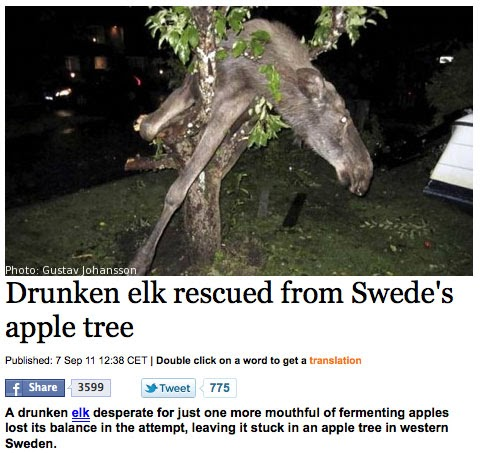 Photo: Gustav Johansson
Drunken elk rescued from Swede's
apple tree
Published: 7 Sep 11 12:38 CET | Double click on a word to get a translation
f Share 3599 Tweet 775
A drunken elk desperate for just one more mouthful of fermenting apples
lost its balance in the attempt, leaving it stuck in an apple tree in western
Sweden.